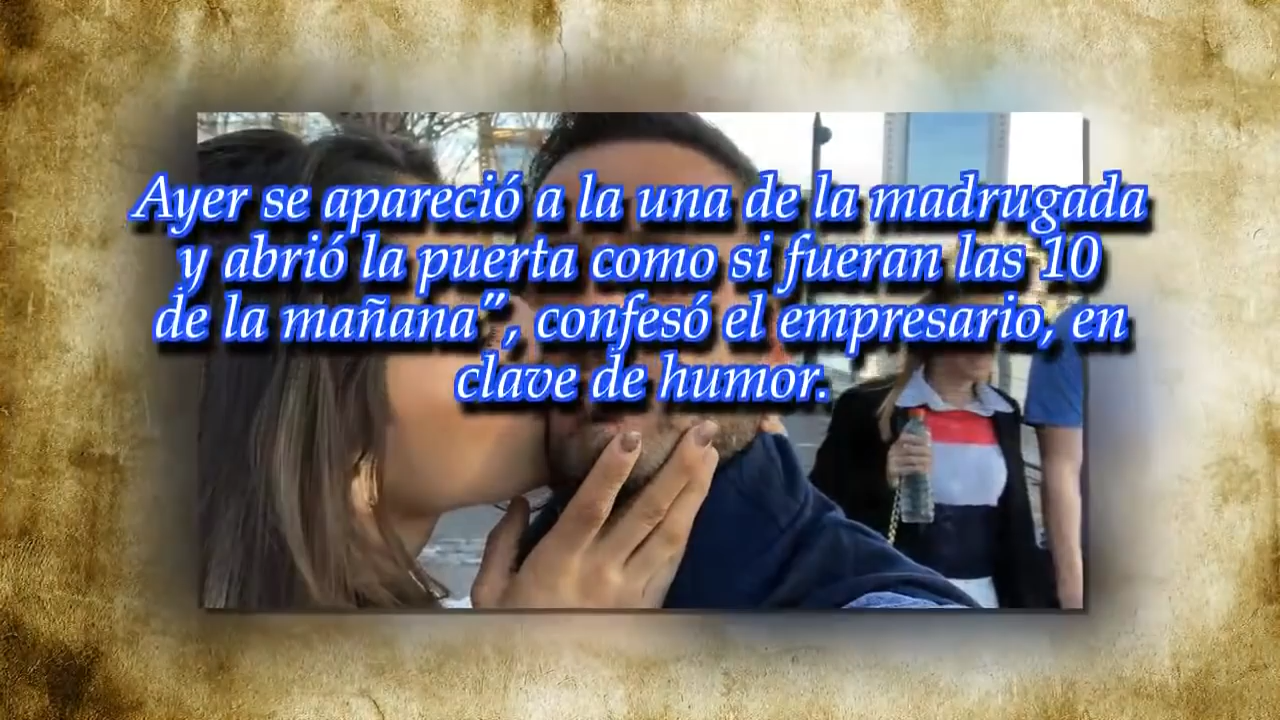 Ayer se apareció a la una de la madrugada
y abrió la puerta como si fueran las 10
de la mañana”, confesó el empresario, en
clave de humor.